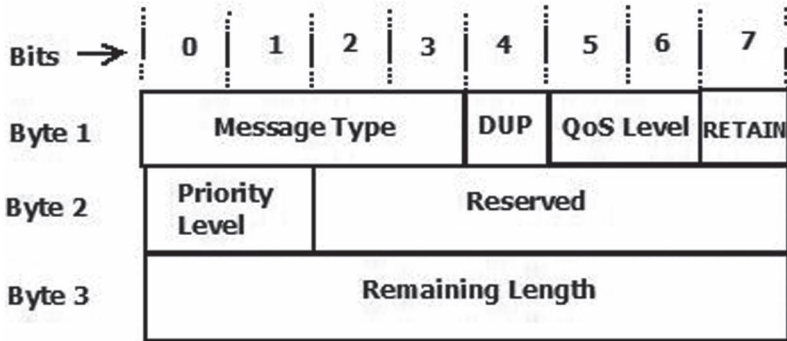 Bits 0 1 2 3 4 5 6 7
Byte 1 Message Type DUP QoS Level RETAIN
Byte 2 Priority Level Reserved
Byte 3 Remaining Length